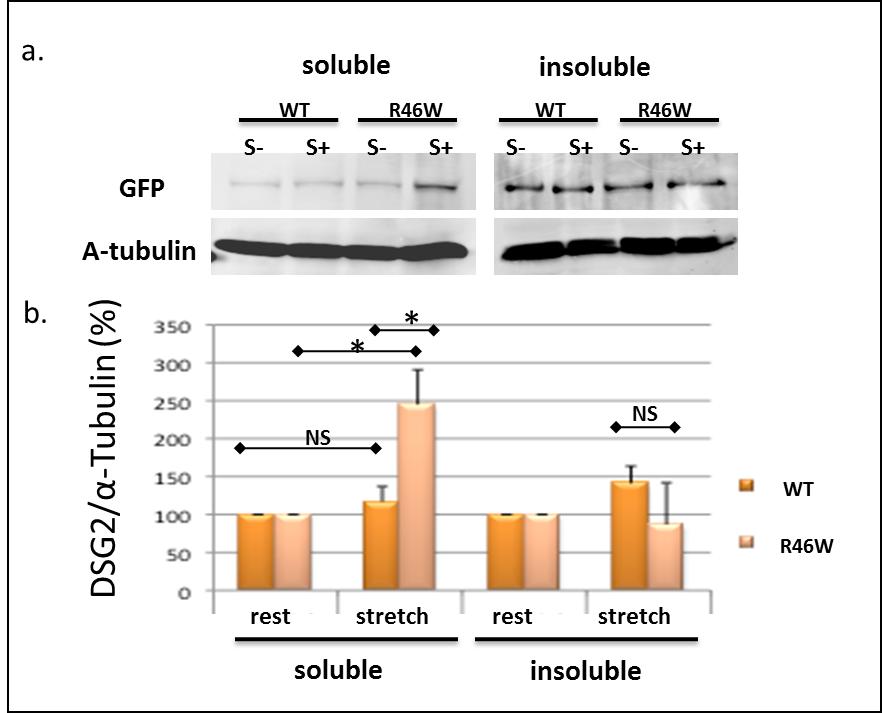 a.
soluble insoluble
WT R46W WT R46W
S- S+ S- S+ S- S+ S- S+
GFP
A-tubulin
b.
DSG2/α-Tubulin (%)
350
300
250
200
150
100
50
0
*
*
NS
NS
WT
R46W
rest stretch rest stretch
soluble insoluble